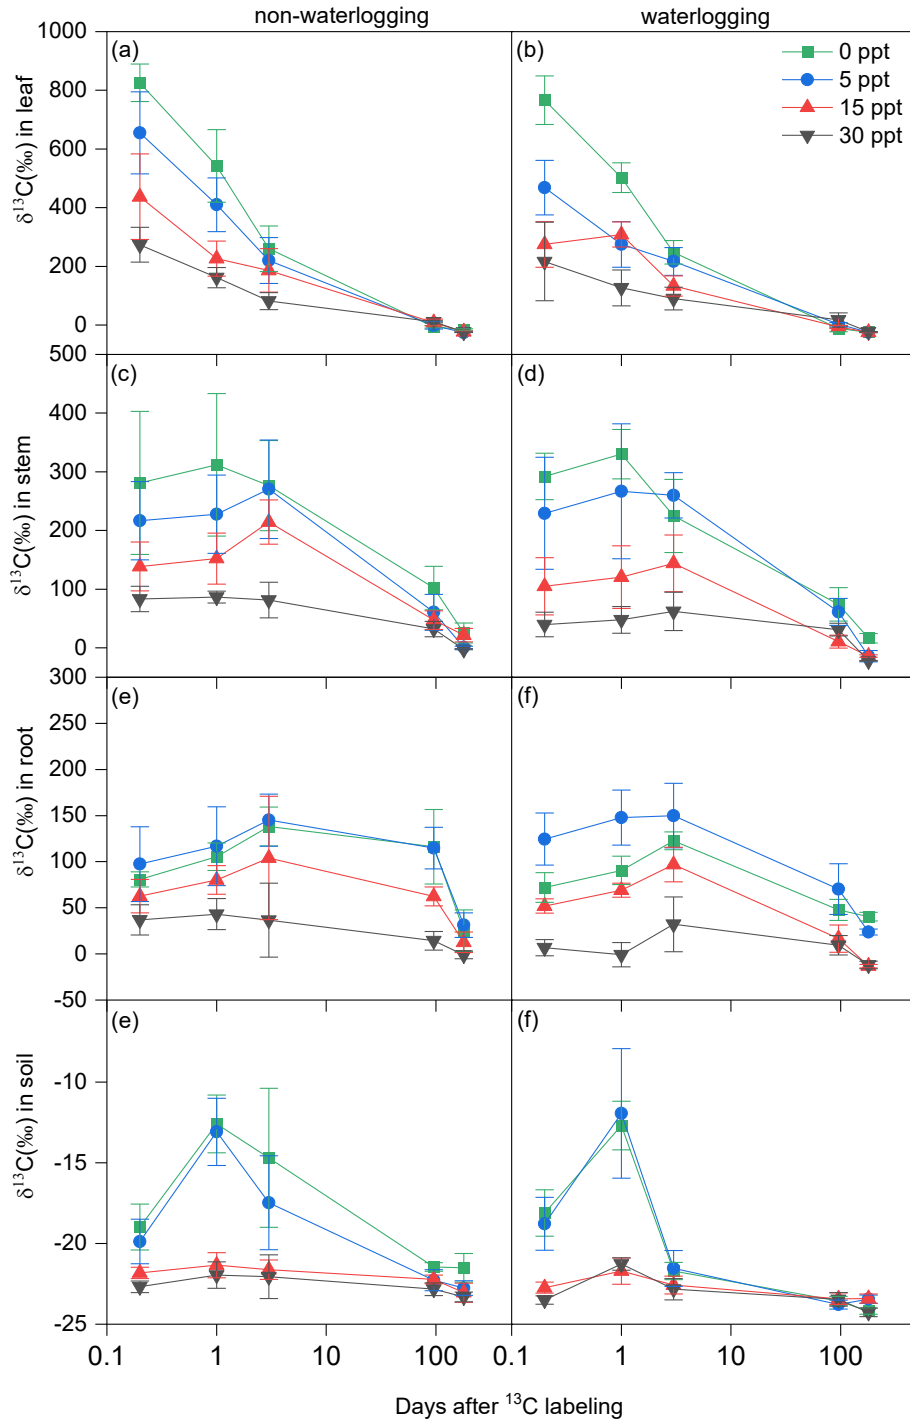 non-waterlogging
waterlogging
(a)
(b)
0 ppt
5 ppt
15 ppt
30 ppt
δ¹³C(‰) in leaf
1000
800
600
400
200
0
(c)
(d)
δ¹³C(‰) in stem
500
400
300
200
100
0
(e)
(f)
δ¹³C(‰) in root
300
250
200
150
100
50
0
-50
(e)
(f)
δ¹³C(‰) in soil
-10
-15
-20
-25
0.1 1 10 100 0.1 1 10 100
Days after ¹³C labeling